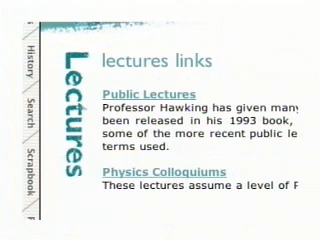 History
Search
Scrapbook
Lectures
lectures links
Public Lectures
Professor Hawking has given many
been released in his 1993 book,
some of the more recent public le
terms used.
Physics Colloquiums
These lectures assume a level of